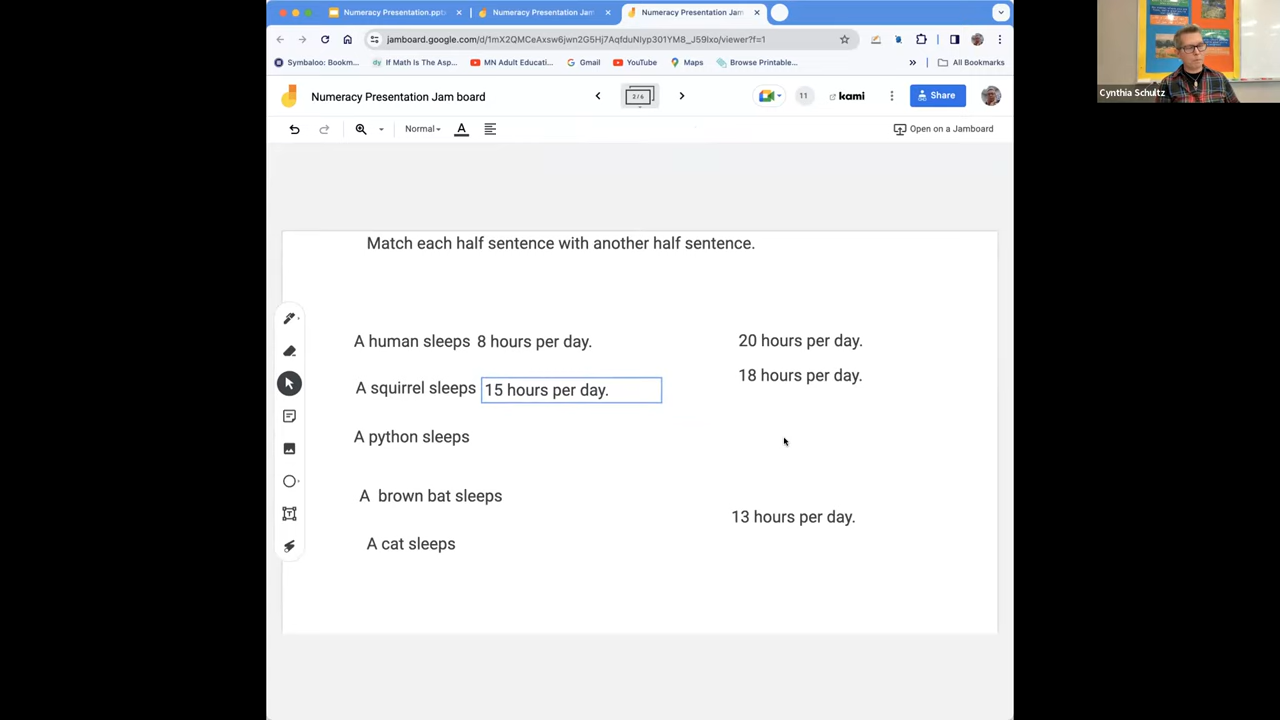 Numeracy Presentation.ppt
Numeracy Presentation Jam
Numeracy Presentation Jam
jamboard.google.com/d/1mX2QMCeAxsw6jwn2G5Hj7AqfduNlyp301YM8_J59Ixo/viewer?f=1
Symbaloo: Bookm...
dy If Math Is The Asp...
MN Adult Educati...
Gmail
YouTube
Maps
Browse Printable...
»
All Bookmarks
Numeracy Presentation Jam board
2/6
11
kami
Share
Normal
A
Open on a Jamboard
Match each half sentence with another half sentence.
A human sleeps 8 hours per day.
20 hours per day.
18 hours per day.
A squirrel sleeps 15 hours per day.
A python sleeps
A brown bat sleeps
13 hours per day.
A cat sleeps
Cynthia Schultz